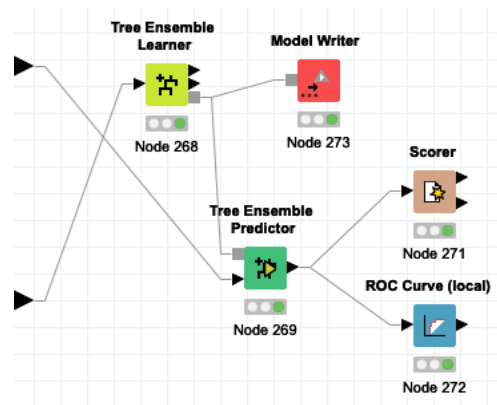 Tree Ensemble
Learner
Node 268
Model Writer
Node 273
Tree Ensemble
Predictor
Node 269
Scorer
Node 271
ROC Curve (local)
Node 272